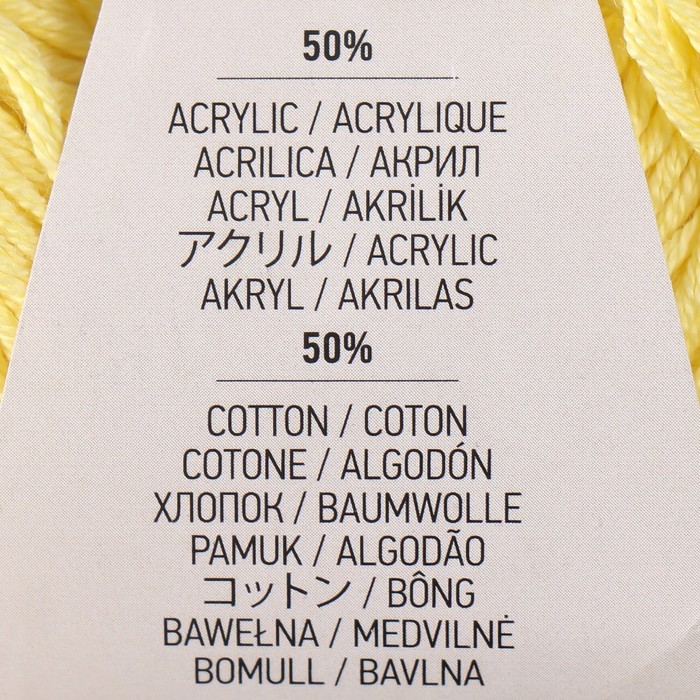 50%
ACRYLIC / ACRYLIQUE
ACRILICA / АКРИЛ
ACRYL / AKRİLİK
アクリル / ACRYLIC
AKRYL / AKRILAS
50%
COTTON / COTON
COTONE / ALGODÓN
ХЛОПОК / BAUMWOLLE
PAMUK / ALGODÃO
コットン / BÔNG
BAWEŁNA / MEDVILNĖ
BOMULL / BAVLNA